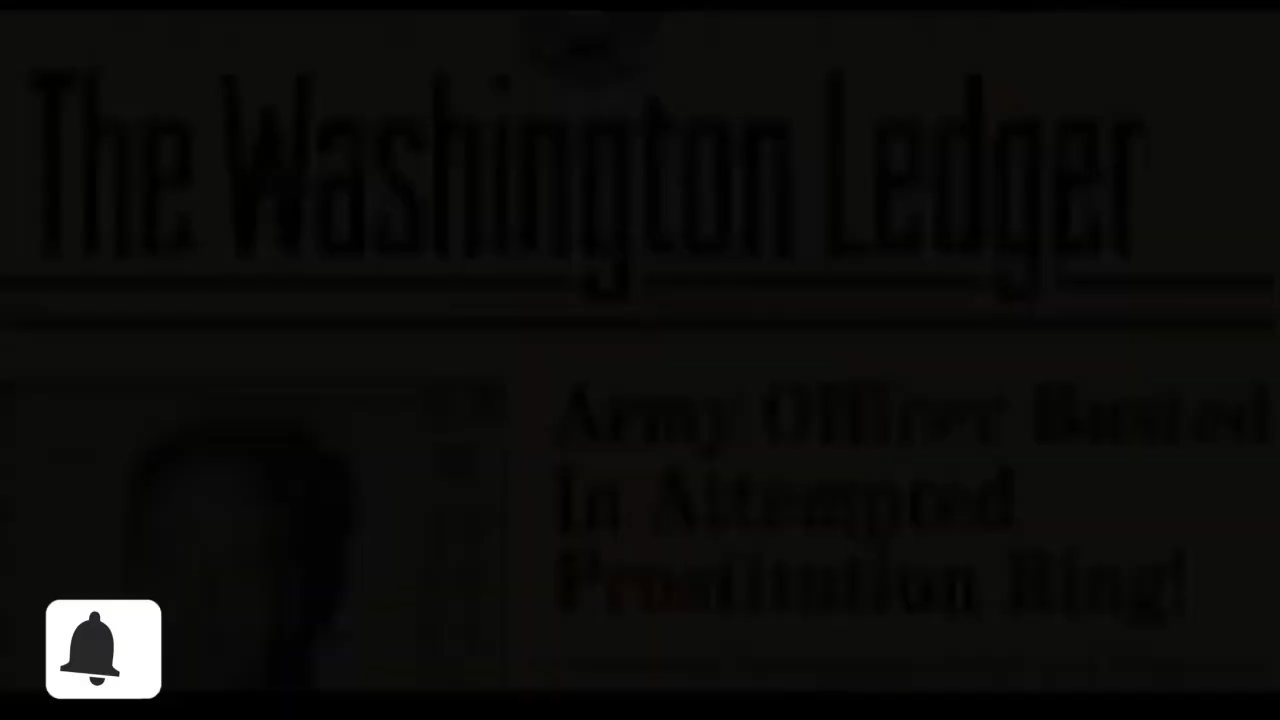 The Washington Ledger
Army Officer Busted
In Attempted
Prostitution Ring!